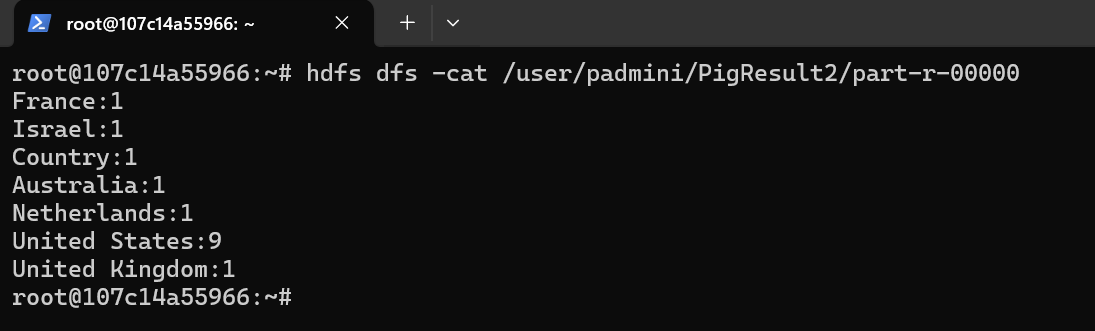 root@107c14a55966: ~
root@107c14a55966:~# hdfs dfs -cat /user/padmini/PigResult2/part-r-00000
France:1
Israel:1
Country:1
Australia:1
Netherlands:1
United States:9
United Kingdom:1
root@107c14a55966:~#